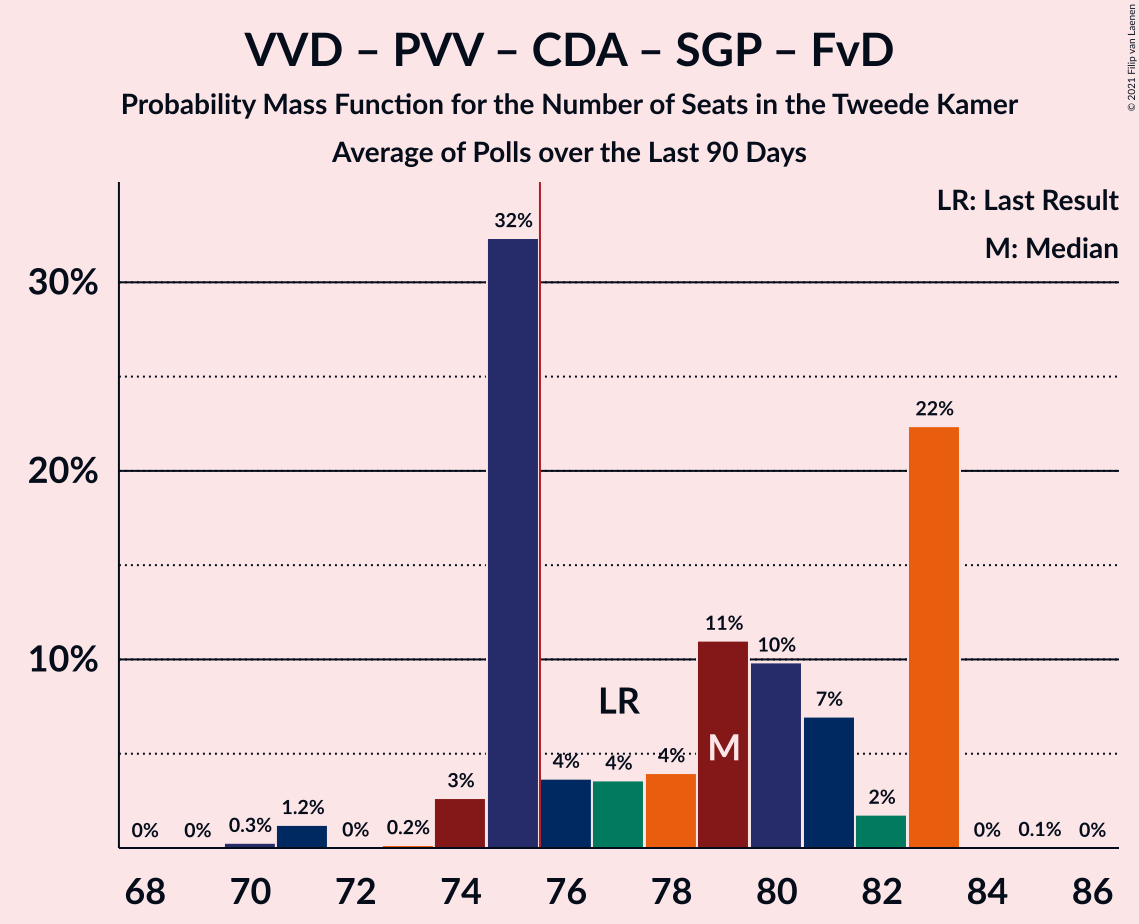 VVD – PVV – CDA – SGP – FvD
Probability Mass Function for the Number of Seats in the Tweede Kamer
Average of Polls over the Last 90 Days
© 2021 Filip van Laenen
LR: Last Result
M: Median
30%
20%
10%
0%
0%
0.3%
1.2%
0%
0.2%
3%
32%
4%
4%
4%
11%
10%
7%
2%
22%
0%
0.1%
0%
LR
M
68 70 72 74 76 78 80 82 84 86